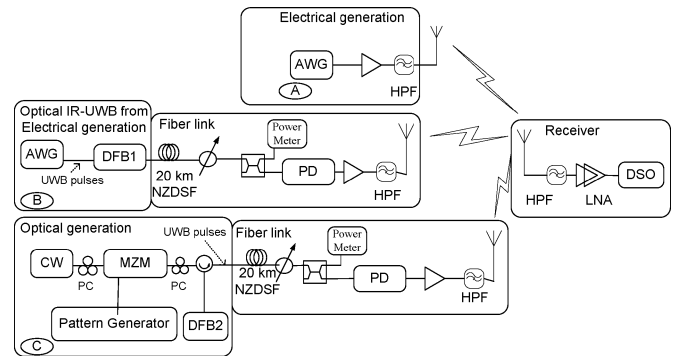 Electrical generation
AWG
HPF
A
Optical IR-UWB from
Electrical generation
AWG
DFB1
UWB pulses
B
Fiber link
Power
Meter
20 km
NZDSF
PD
HPF
Receiver
HPF
LNA
DSO
Optical generation
UWB pulses
CW
PC
MZM
PC
Pattern Generator
DFB2
C
Fiber link
Power
Meter
20 km
NZDSF
PD
HPF